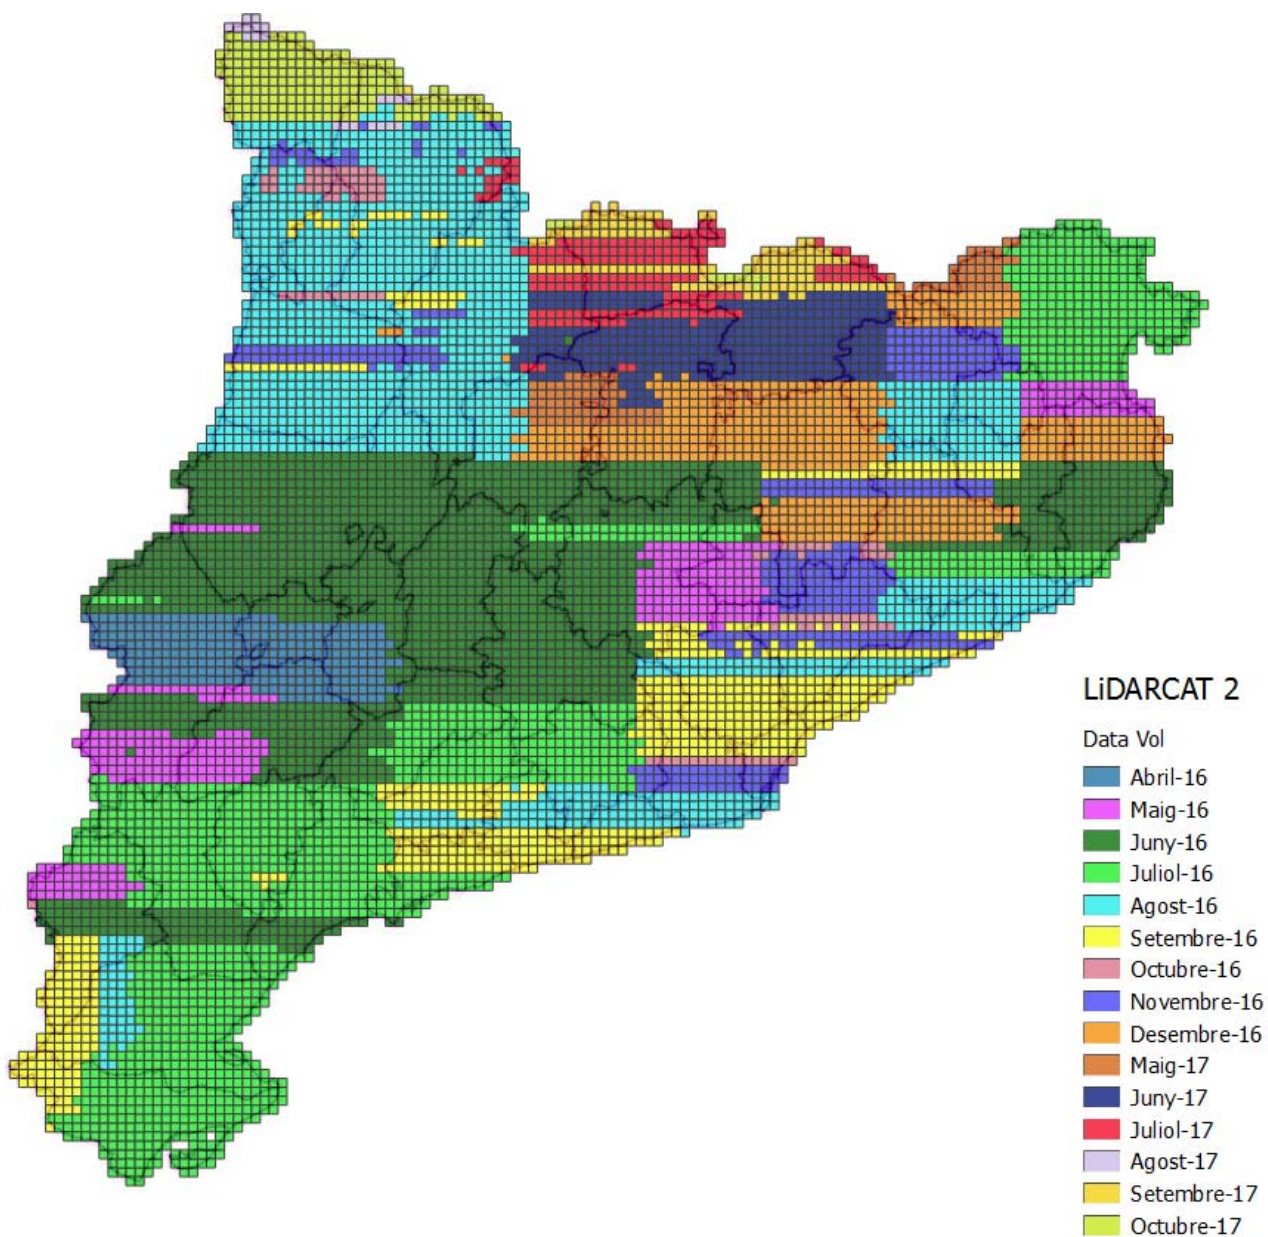 LiDARCAT 2
Data Vol
Abril-16
Maig-16
Juny-16
Juliol-16
Agost-16
Setembre-16
Octubre-16
Novembre-16
Desembre-16
Maig-17
Juny-17
Juliol-17
Agost-17
Setembre-17
Octubre-17